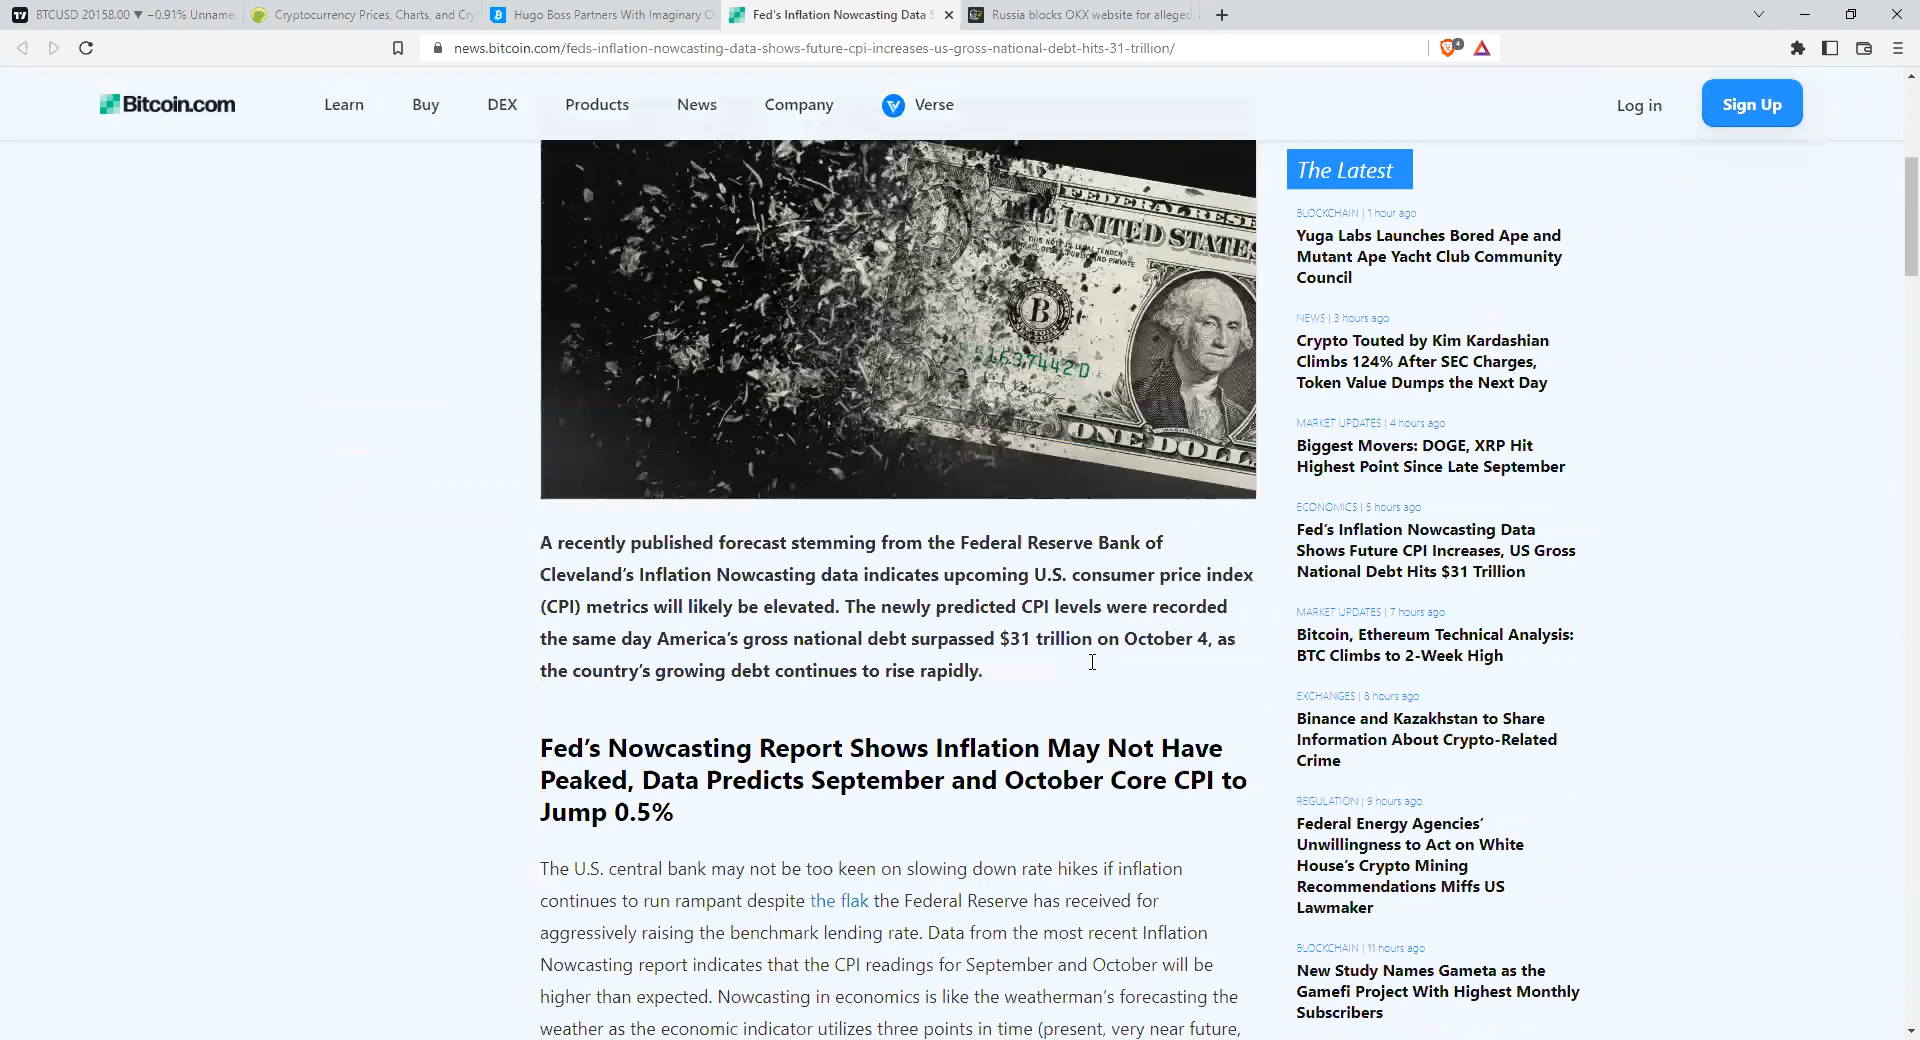 BTCUSD 20158.00 ▼ −0.91% Unname
Cryptocurrency Prices, Charts, and Cry
Hugo Boss Partners With Imaginary O
Fed's Inflation Nowcasting Data S
Russia blocks OKX website for alleged
news.bitcoin.com/feds-inflation-nowcasting-data-shows-future-cpi-increases-us-gross-national-debt-hits-31-trillion/
4
Bitcoin.com
Learn
Buy
DEX
Products
News
Company
Verse
Log in
Sign Up
FEDERAL RESE
THE UNITED STATES
THIS NOTE IS LEGAL TENDER
B
1637442D
ONE DOLL
A recently published forecast stemming from the Federal Reserve Bank of
Cleveland's Inflation Nowcasting data indicates upcoming U.S. consumer price index
(CPI) metrics will likely be elevated. The newly predicted CPI levels were recorded
the same day America's gross national debt surpassed $31 trillion on October 4, as
the country's growing debt continues to rise rapidly.
Fed's Nowcasting Report Shows Inflation May Not Have
Peaked, Data Predicts September and October Core CPI to
Jump 0.5%
The U.S. central bank may not be too keen on slowing down rate hikes if inflation
continues to run rampant despite the flak the Federal Reserve has received for
aggressively raising the benchmark lending rate. Data from the most recent Inflation
Nowcasting report indicates that the CPI readings for September and October will be
higher than expected. Nowcasting in economics is like the weatherman's forecasting the
weather as the economic indicator utilizes three points in time (present, very near future,
The Latest
BLOCKCHAIN | 1 hour ago
Yuga Labs Launches Bored Ape and
Mutant Ape Yacht Club Community
Council
NEWS | 3 hours ago
Crypto Touted by Kim Kardashian
Climbs 124% After SEC Charges,
Token Value Dumps the Next Day
MARKET UPDATES | 4 hours ago
Biggest Movers: DOGE, XRP Hit
Highest Point Since Late September
ECONOMICS | 5 hours ago
Fed's Inflation Nowcasting Data
Shows Future CPI Increases, US Gross
National Debt Hits $31 Trillion
MARKET UPDATES | 7 hours ago
Bitcoin, Ethereum Technical Analysis:
BTC Climbs to 2-Week High
EXCHANGES | 8 hours ago
Binance and Kazakhstan to Share
Information About Crypto-Related
Crime
REGULATION | 9 hours ago
Federal Energy Agencies'
Unwillingness to Act on White
House's Crypto Mining
Recommendations Miffs US
Lawmaker
BLOCKCHAIN | 11 hours ago
New Study Names Gameta as the
Gamefi Project With Highest Monthly
Subscribers